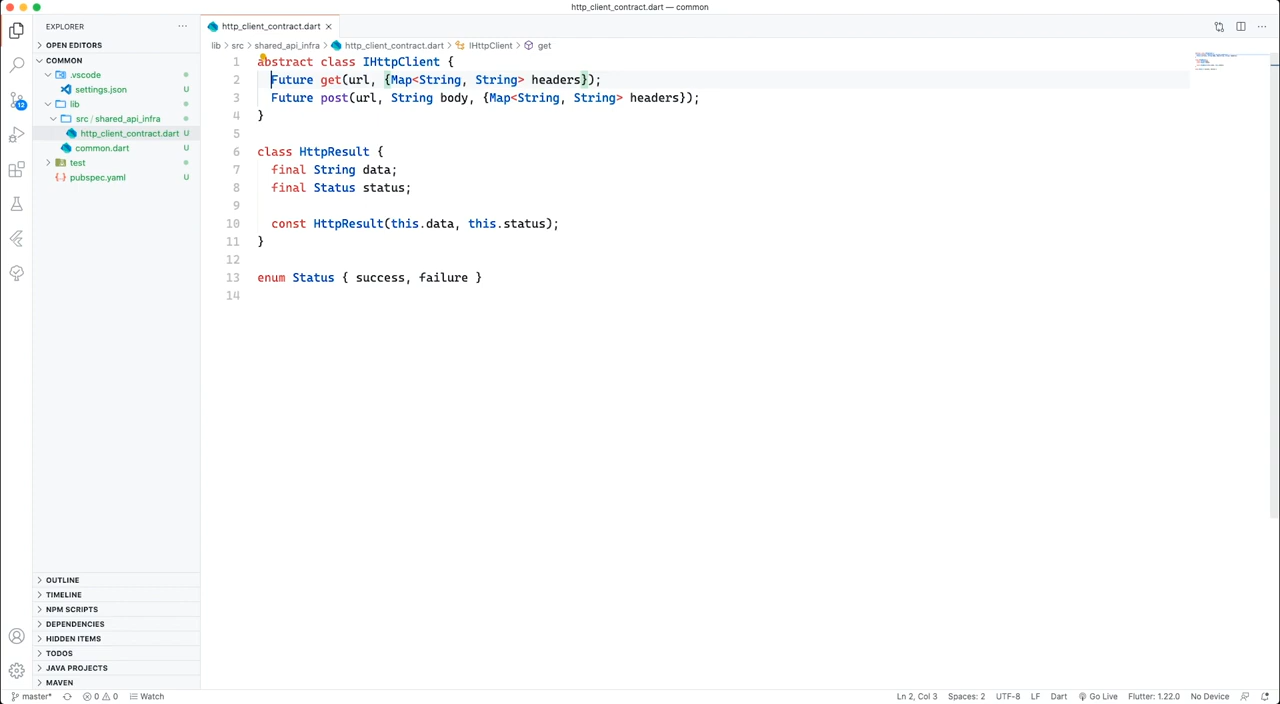 http_client_contract.dart — common
EXPLORER
OPEN EDITORS
COMMON
.vscode
settings.json U
lib
src / shared_api_infra
http_client_contract.dart U
common.dart U
test
pubspec.yaml U
12
OUTLINE
TIMELINE
NPM SCRIPTS
DEPENDENCIES
HIDDEN ITEMS
TODOS
JAVA PROJECTS
MAVEN
http_client_contract.dart
lib > src > shared_api_infra > http_client_contract.dart > IHttpClient > get
1 abstract class IHttpClient {
2 Future get(url, {Map<String, String> headers});
3 Future post(url, String body, {Map<String, String> headers});
4 }
5
6 class HttpResult {
7 final String data;
8 final Status status;
9
10 const HttpResult(this.data, this.status);
11 }
12
13 enum Status { success, failure }
14
master* 0 0 Watch Ln 2, Col 3 Spaces: 2 UTF-8 LF Dart Go Live Flutter: 1.22.0 No Device